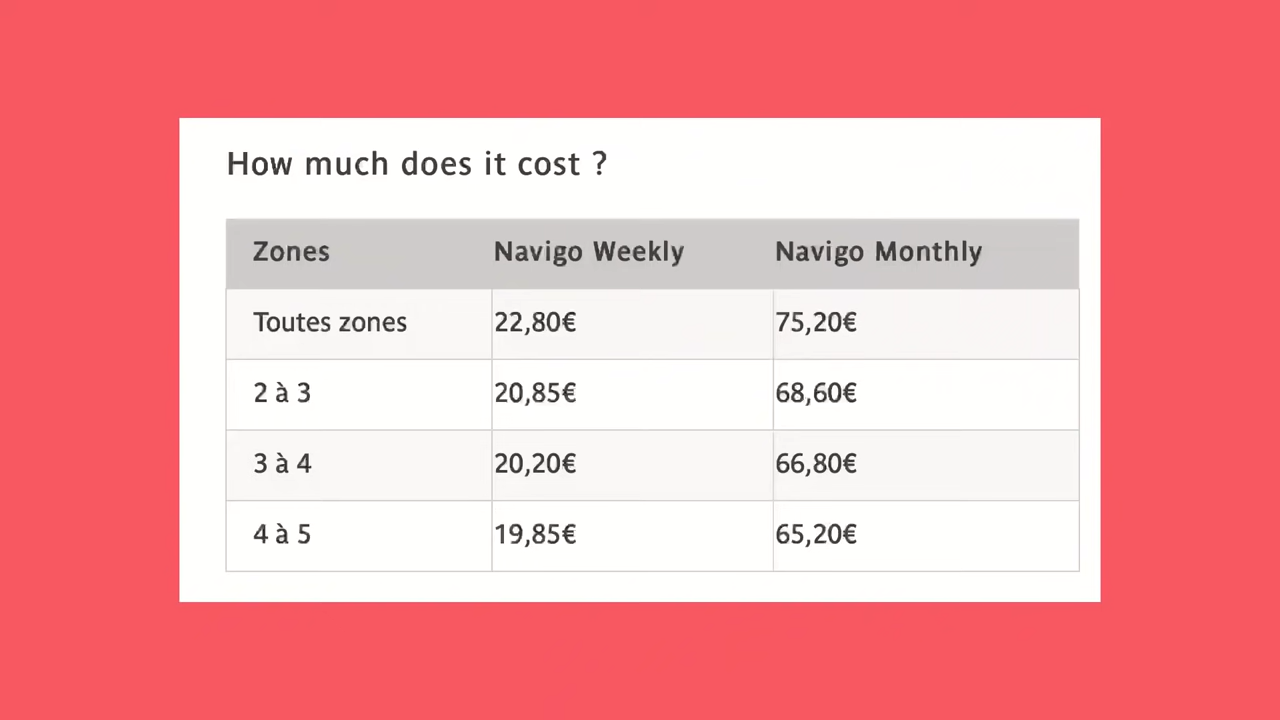 How much does it cost ?
Zones Navigo Weekly Navigo Monthly
Toutes zones 22,80€ 75,20€
2 à 3 20,85€ 68,60€
3 à 4 20,20€ 66,80€
4 à 5 19,85€ 65,20€